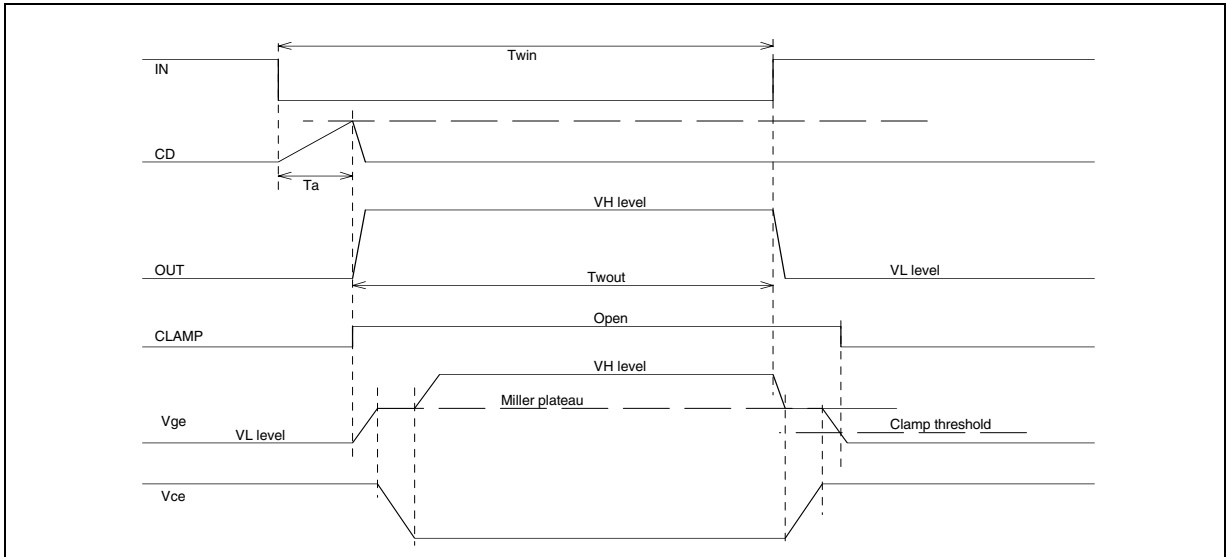 Twin
IN
CD
Ta
VH level
OUT
VL level
Twout
Open
CLAMP
VH level
Miller plateau
Vge
Clamp threshold
VL level
Vce